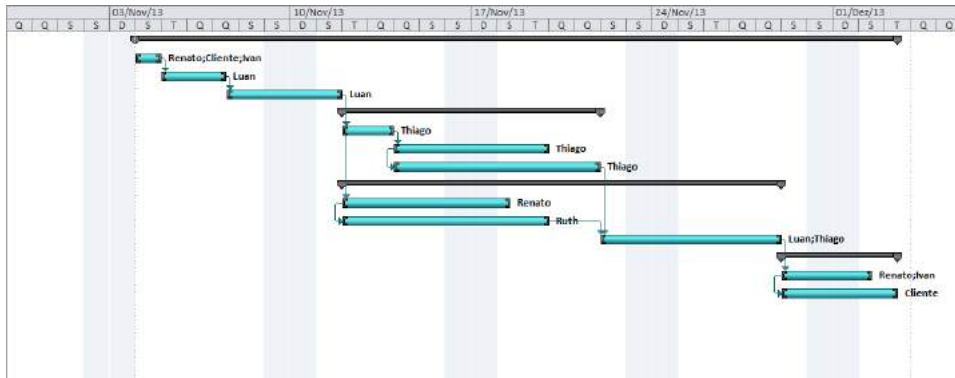 03/Nov/13 10/Nov/13 17/Nov/13 24/Nov/13 01/Dez/13
Q Q S S D S T Q Q S S D S T Q Q S S D S T Q Q S S D S T Q Q S S D S T Q
Renato;Cliente;Ivan
Luan
Luan
Thiago
Thiago
Thiago
Renato
Ruth
Luan;Thiago
Renato;Ivan
Cliente